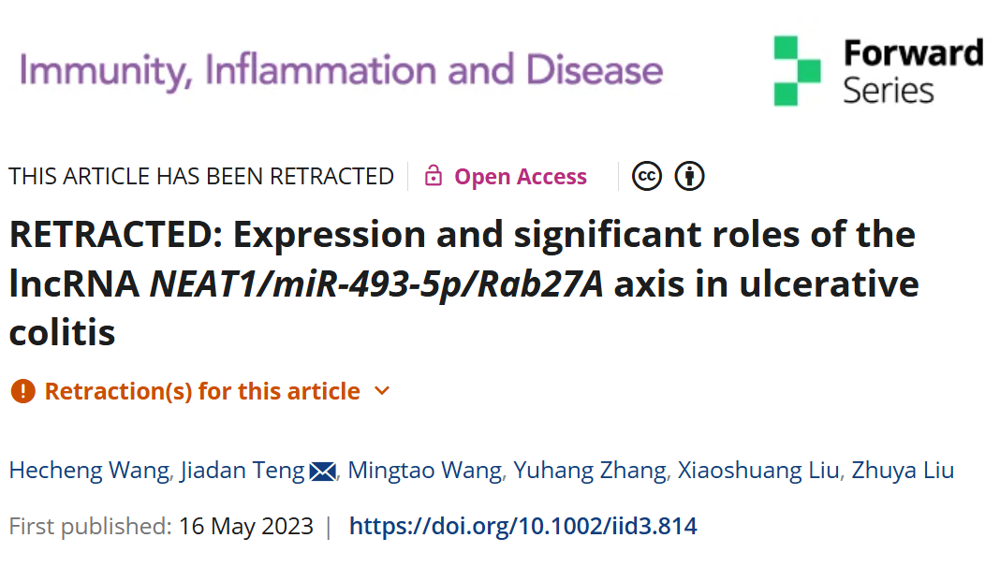 Immunity, Inflammation and Disease
Forward
Series
THIS ARTICLE HAS BEEN RETRACTED
Open Access
cc
RETRACTED: Expression and significant roles of the
lncRNA NEAT1/miR-493-5p/Rab27A axis in ulcerative
colitis
! Retraction(s) for this article
Hecheng Wang, Jiadan Teng, Mingtao Wang, Yuhang Zhang, Xiaoshuang Liu, Zhuya Liu
First published: 16 May 2023 | https://doi.org/10.1002/iid3.814